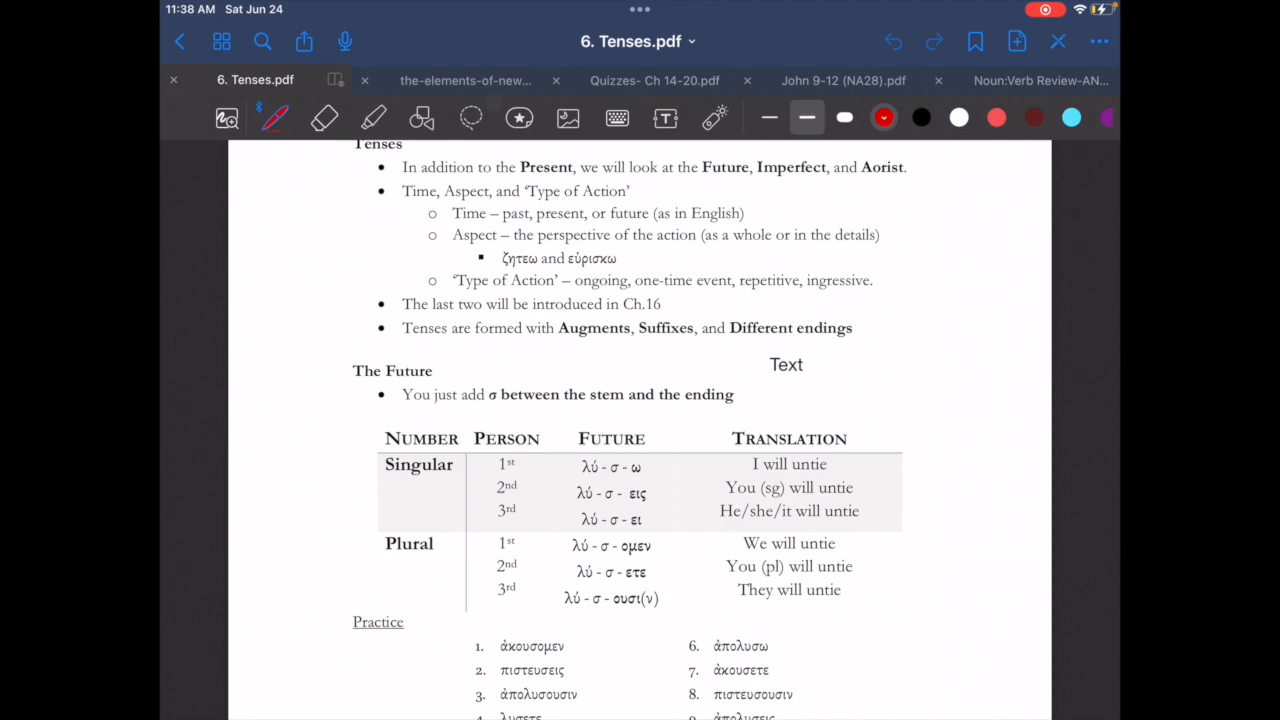 11:38 AM Sat Jun 24
6. Tenses.pdf
6. Tenses.pdf the-elements-of-new... Quizzes- Ch 14-20.pdf John 9-12 (NA28).pdf Noun:Verb Review-AN...
Tenses
• In addition to the Present, we will look at the Future, Imperfect, and Aorist.
• Time, Aspect, and ‘Type of Action’
o Time – past, present, or future (as in English)
o Aspect – the perspective of the action (as a whole or in the details)
▪ ζητεω and εὑρισκω
o ‘Type of Action’ – ongoing, one-time event, repetitive, ingressive.
• The last two will be introduced in Ch.16
• Tenses are formed with Augments, Suffixes, and Different endings
Text
The Future
• You just add σ between the stem and the ending
NUMBER PERSON FUTURE TRANSLATION
Singular 1st λύ - σ - ω I will untie
2nd λύ - σ - εις You (sg) will untie
3rd λύ - σ - ει He/she/it will untie
Plural 1st λύ - σ - ομεν We will untie
2nd λύ - σ - ετε You (pl) will untie
3rd λύ - σ - ουσι(ν) They will untie
Practice
1. ἀκουσομεν 6. ἀπολυσω
2. πιστευσεις 7. ἀκουσετε
3. ἀπολυσουσιν 8. πιστευσουσιν
4. λυσετε 9. ἀπολυσεις